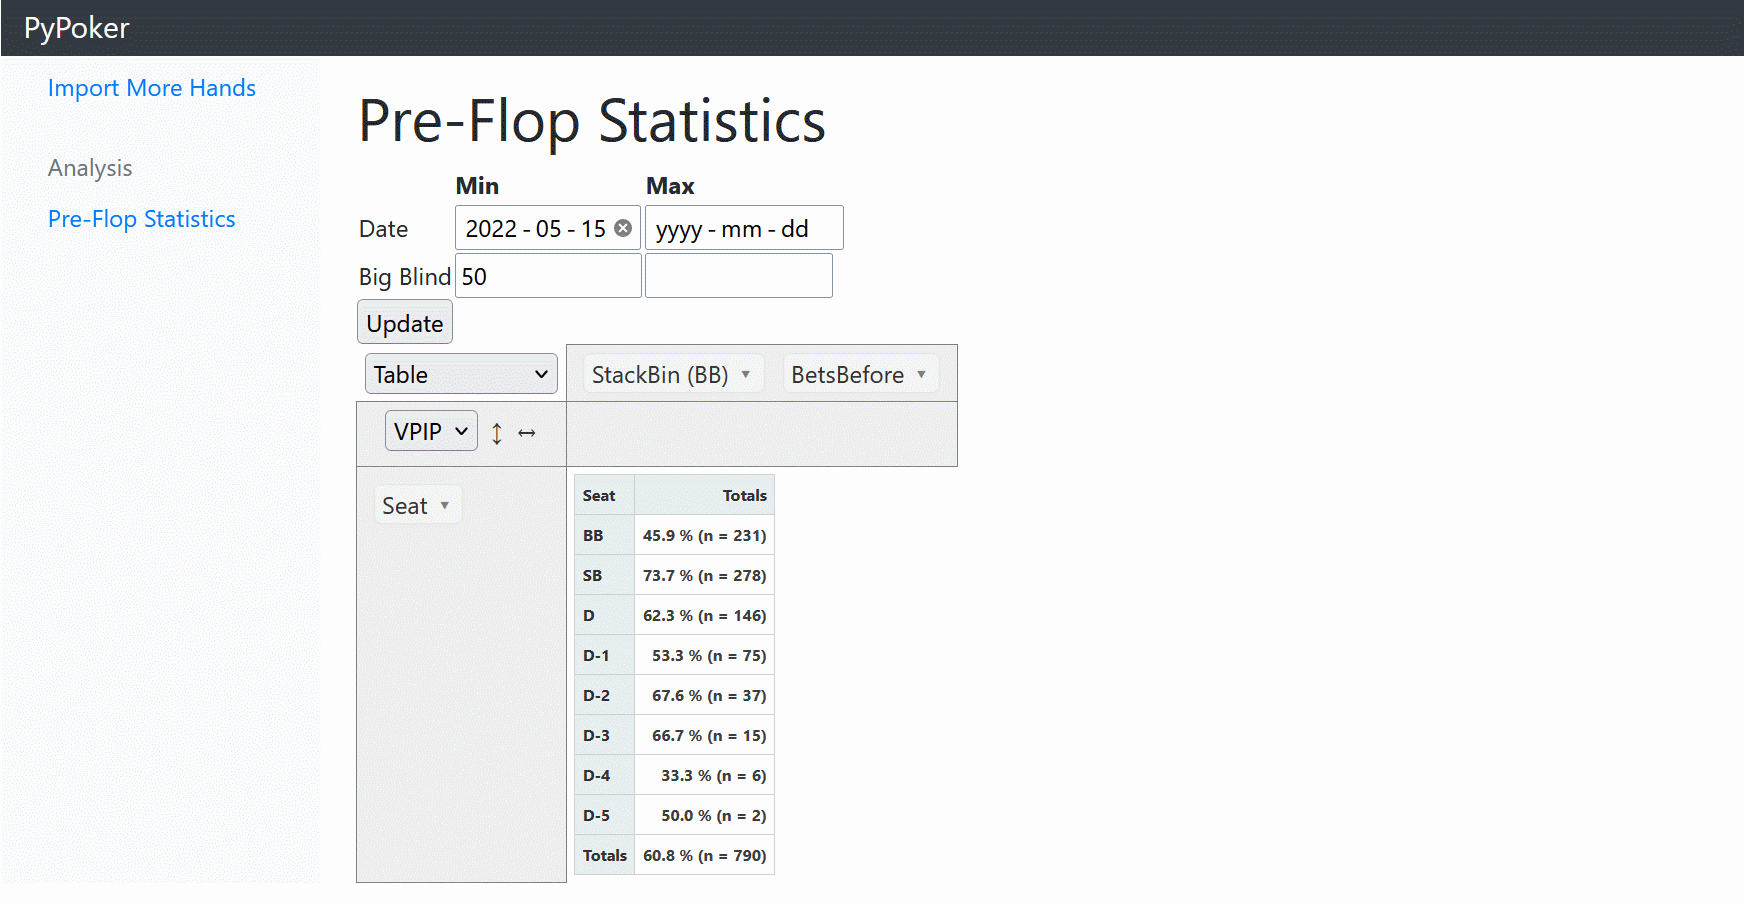 PyPoker
Import More Hands
Analysis
Pre-Flop Statistics
Pre-Flop Statistics
Min Max
Date 2022 - 05 - 15 yyyy - mm - dd
Big Blind 50
Update
Table StackBin (BB) BetsBefore
VPIP
Seat
Seat Totals
BB 45.9 % (n = 231)
SB 73.7 % (n = 278)
D 62.3 % (n = 146)
D-1 53.3 % (n = 75)
D-2 67.6 % (n = 37)
D-3 66.7 % (n = 15)
D-4 33.3 % (n = 6)
D-5 50.0 % (n = 2)
Totals 60.8 % (n = 790)